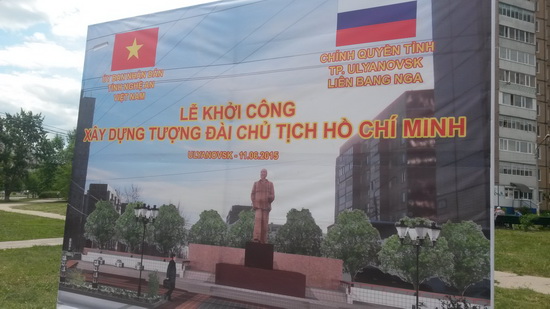 ỦY BAN NHÂN DÂN
TỈNH NGHỆ AN
VIỆT NAM
CHÍNH QUYỀN TỈNH
TP. ULYANOVSK
LIÊN BANG NGA
LỄ KHỞI CÔNG
XÂY DỰNG TƯỢNG ĐÀI CHỦ TỊCH HỒ CHÍ MINH
ULYANOVSK - 11.06.2015